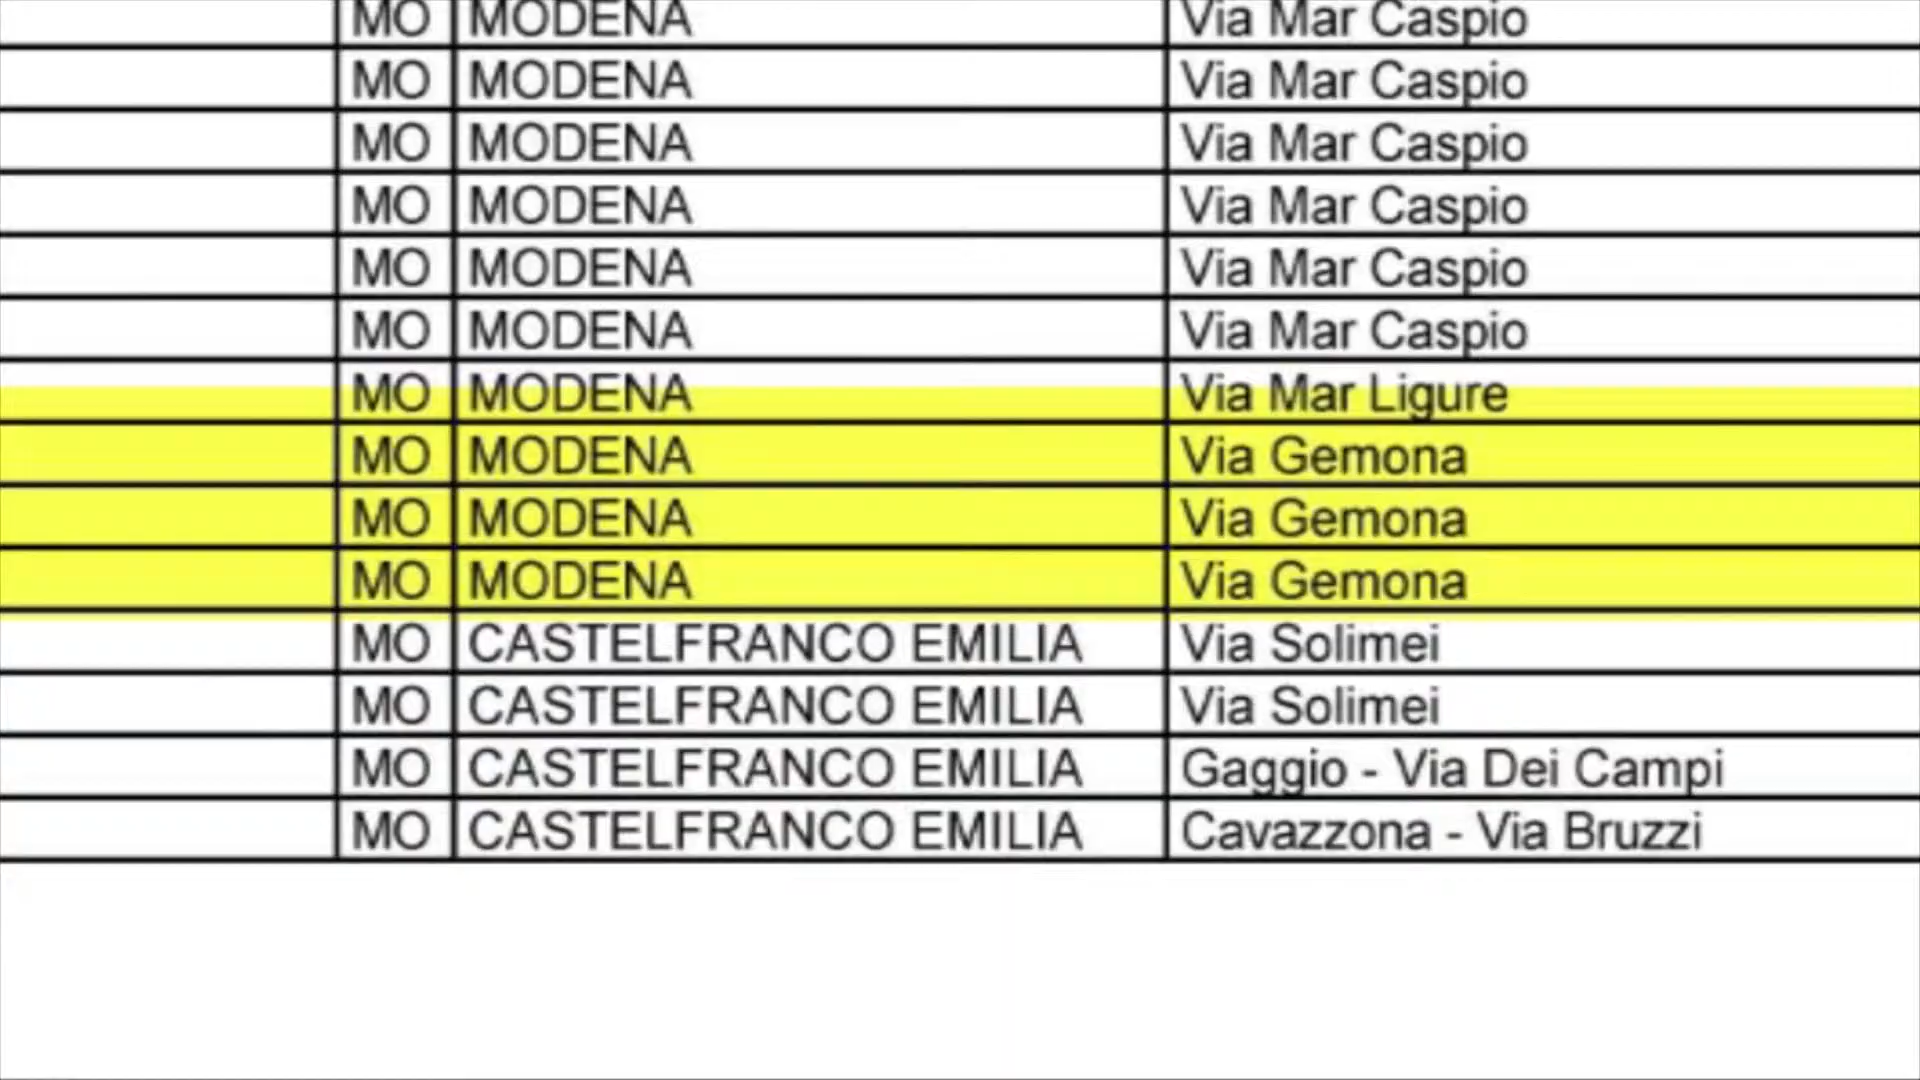 MO MODENA Via Mar Caspio
MO MODENA Via Mar Caspio
MO MODENA Via Mar Caspio
MO MODENA Via Mar Caspio
MO MODENA Via Mar Caspio
MO MODENA Via Mar Caspio
MO MODENA Via Mar Ligure
MO MODENA Via Gemona
MO MODENA Via Gemona
MO MODENA Via Gemona
MO CASTELFRANCO EMILIA Via Solimei
MO CASTELFRANCO EMILIA Via Solimei
MO CASTELFRANCO EMILIA Gaggio - Via Dei Campi
MO CASTELFRANCO EMILIA Cavazzona - Via Bruzzi